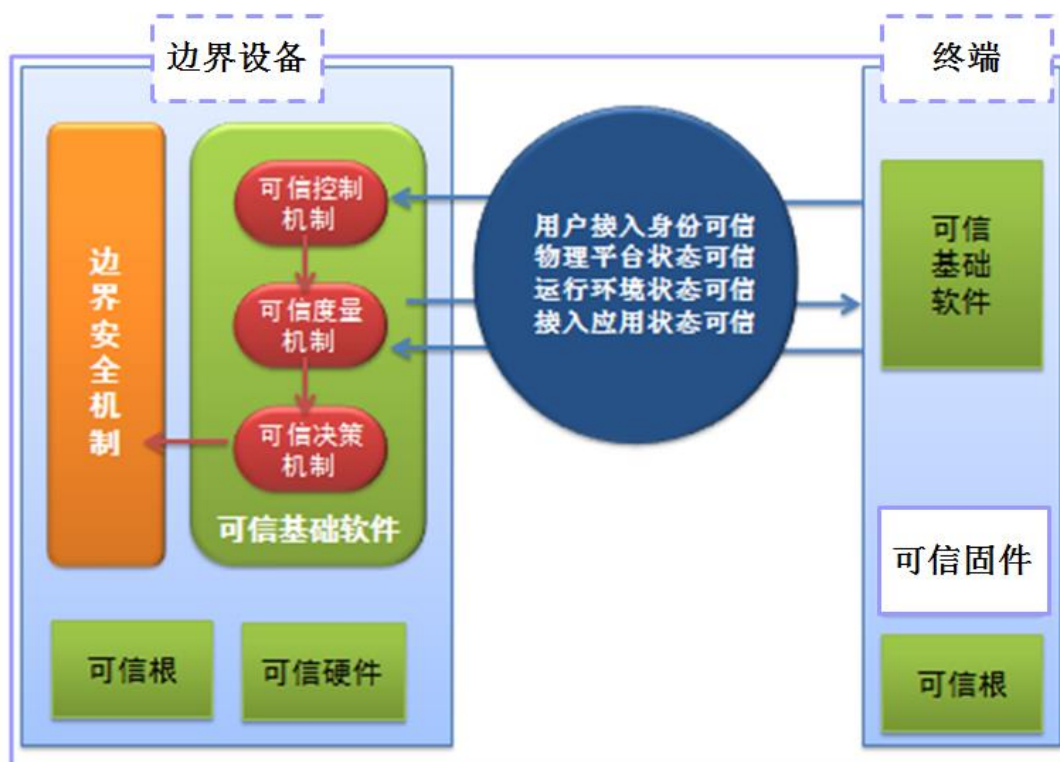 边界设备
终端
边界安全机制
可信控制
机制
可信度量
机制
可信决策
机制
可信基础软件
用户接入身份可信
物理平台状态可信
运行环境状态可信
接入应用状态可信
可信
基础
软件
可信固件
可信根
可信硬件
可信根